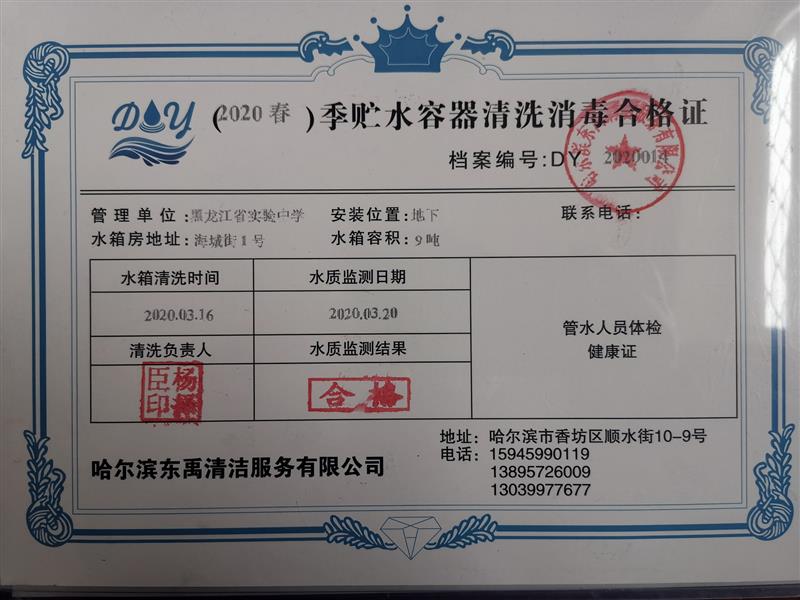 DY (2020春)季贮水容器清洗消毒合格证
档案编号:DY 2020014
管理单位:黑龙江省实验中学 安装位置:地下 联系电话:
水箱房地址:海城街1号 水箱容积:9吨
水箱清洗时间 水质监测日期
2020.03.16 2020.03.20
管水人员体检
健康证
清洗负责人 水质监测结果
杨
臣印
合格
地址: 哈尔滨市香坊区顺水街10-9号
电话: 15945990119
13895726009
13039977677
哈尔滨东禹清洁服务有限公司